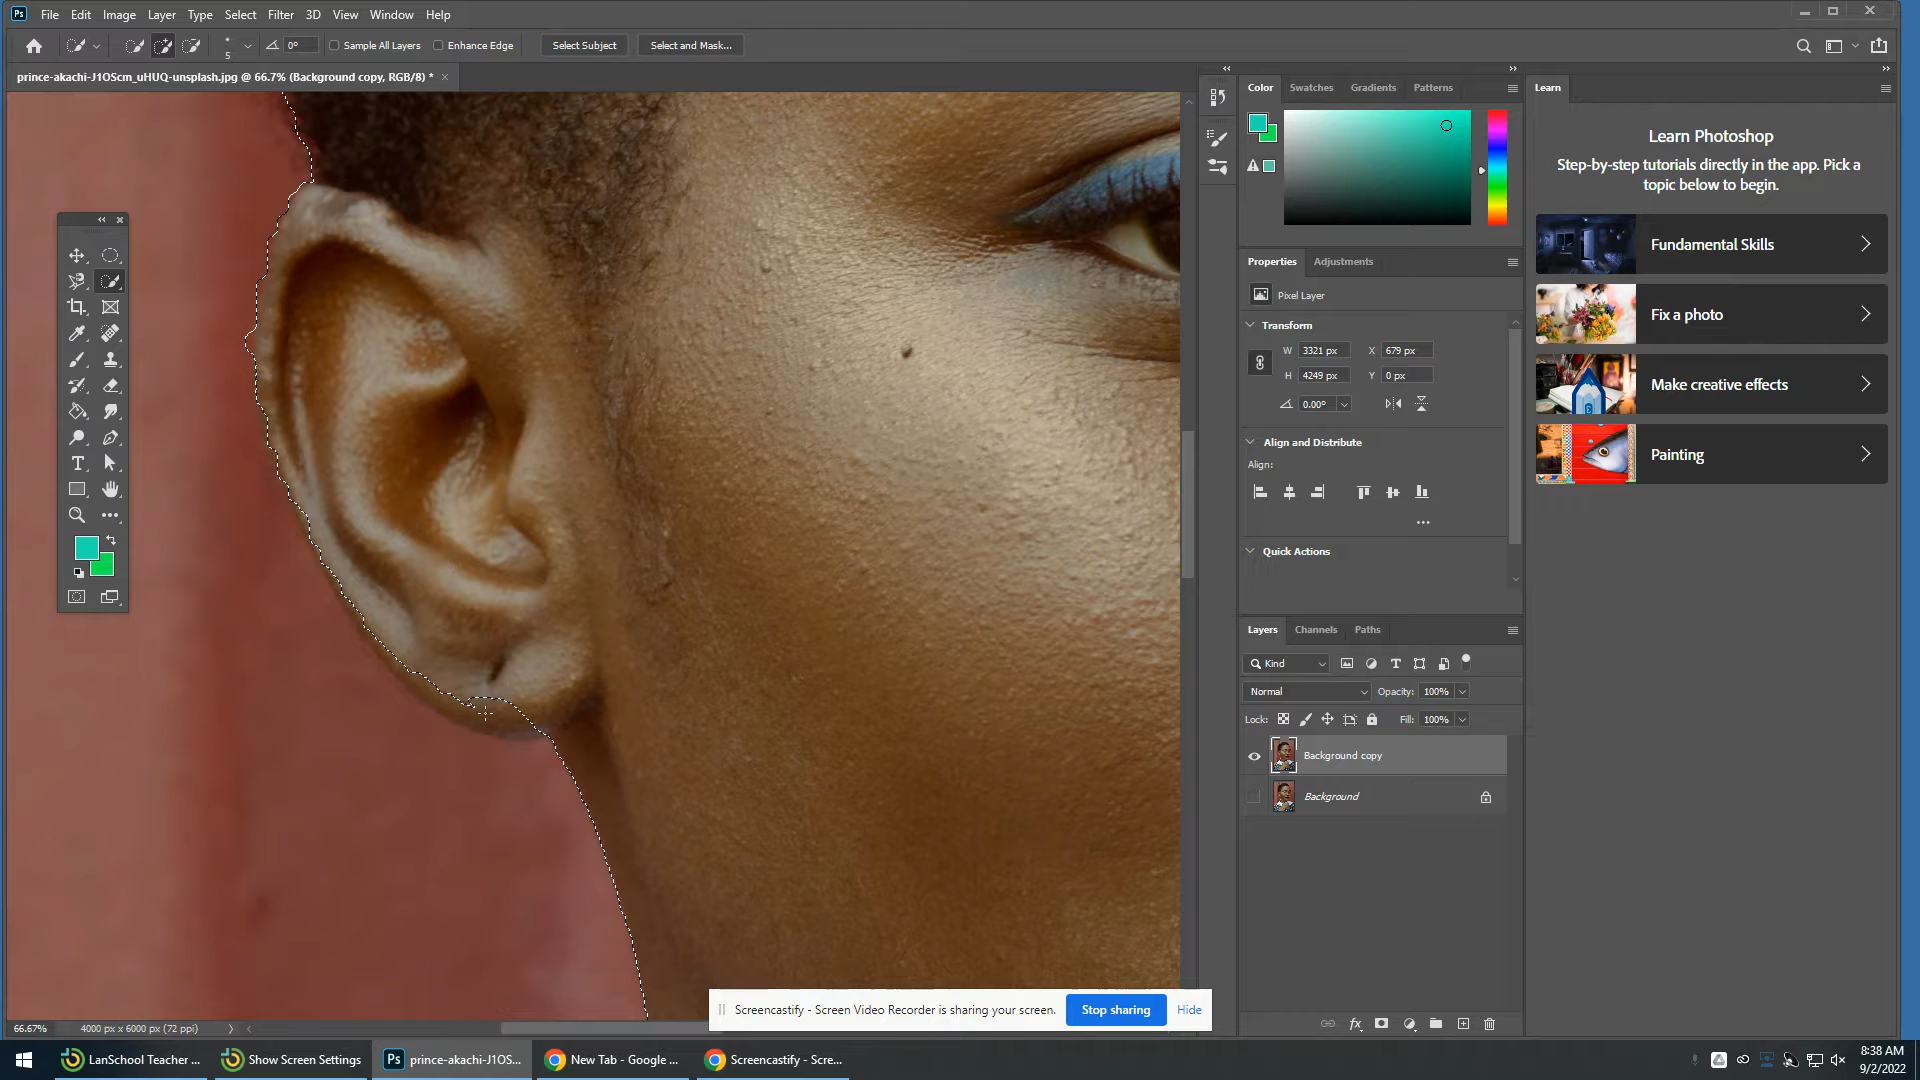 Ps File Edit Image Layer Type Select Filter 3D View Window Help
5 0° Sample All Layers Enhance Edge Select Subject Select and Mask...
prince-akachi-J1OScm_uHUQ-unsplash.jpg @ 66.7% (Background copy, RGB/8) * ×
Color Swatches Gradients Patterns
Learn
Learn Photoshop
Step-by-step tutorials directly in the app. Pick a
topic below to begin.
Fundamental Skills
Fix a photo
Make creative effects
Painting
Properties Adjustments
Pixel Layer
Transform
W 3321 px X 679 px
H 4249 px Y 0 px
0.00°
Align and Distribute
Align:
Quick Actions
Layers Channels Paths
Kind
Normal Opacity: 100%
Lock: Fill: 100%
Background copy
Background
Screencastify - Screen Video Recorder is sharing your screen. Stop sharing Hide
66.67% 4000 px x 6000 px (72 ppi)
LanSchool Teacher ... Show Screen Settings Ps prince-akachi-J1OS... New Tab - Google ... Screencastify - Scre...
8:38 AM
9/2/2022